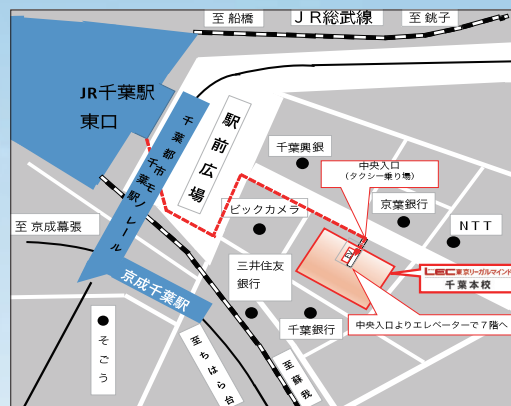 至 船橋
ＪＲ総武線
至 銚子
JR千葉駅
東口
千葉都市モノレール
千葉駅
駅前広場
千葉興銀
中央入口
(タクシー乗り場)
ビックカメラ
京葉銀行
NTT
至 京成幕張
三井住友
銀行
LEC東京リーガルマインド
千葉本校
京成千葉駅
千葉銀行
中央入口よりエレベーターで７階へ
そごう
至ちはら台
至蘇我